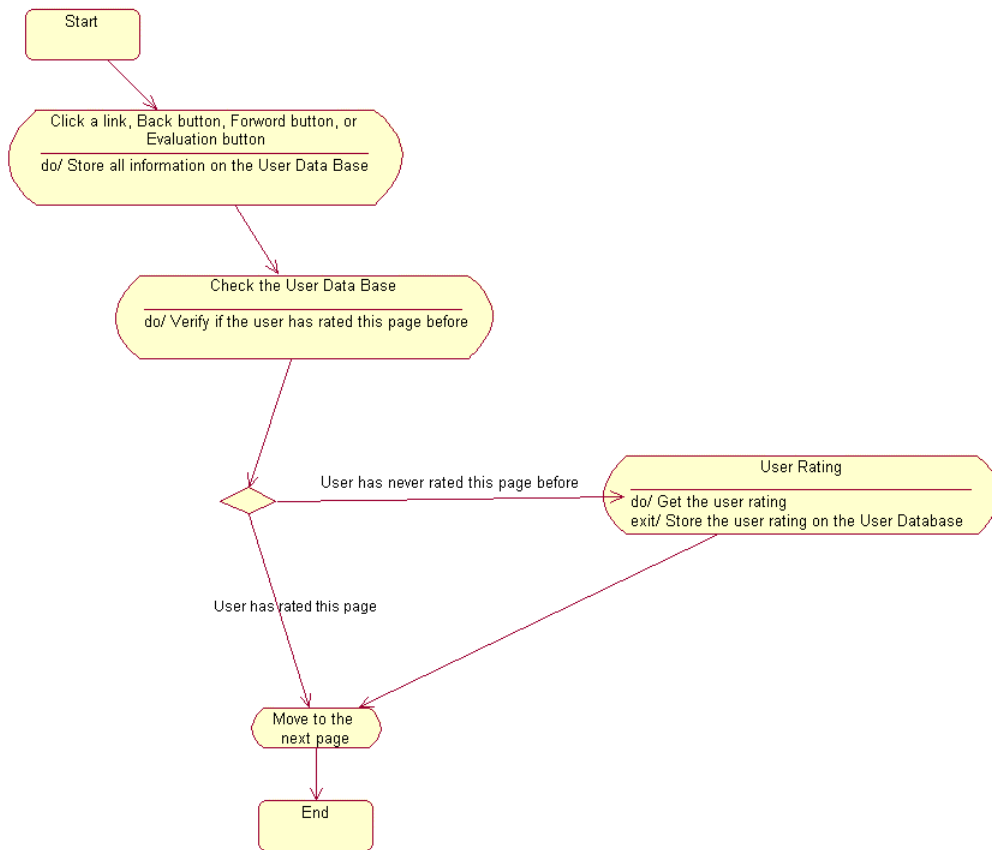 Start
Click a link, Back button, Forword button, or
Evaluation button
do/ Store all information on the User Data Base
Check the User Data Base
do/ Verify if the user has rated this page before
User has never rated this page before
User Rating
do/ Get the user rating
exit/ Store the user rating on the User Database
User has rated this page
Move to the
next page
End